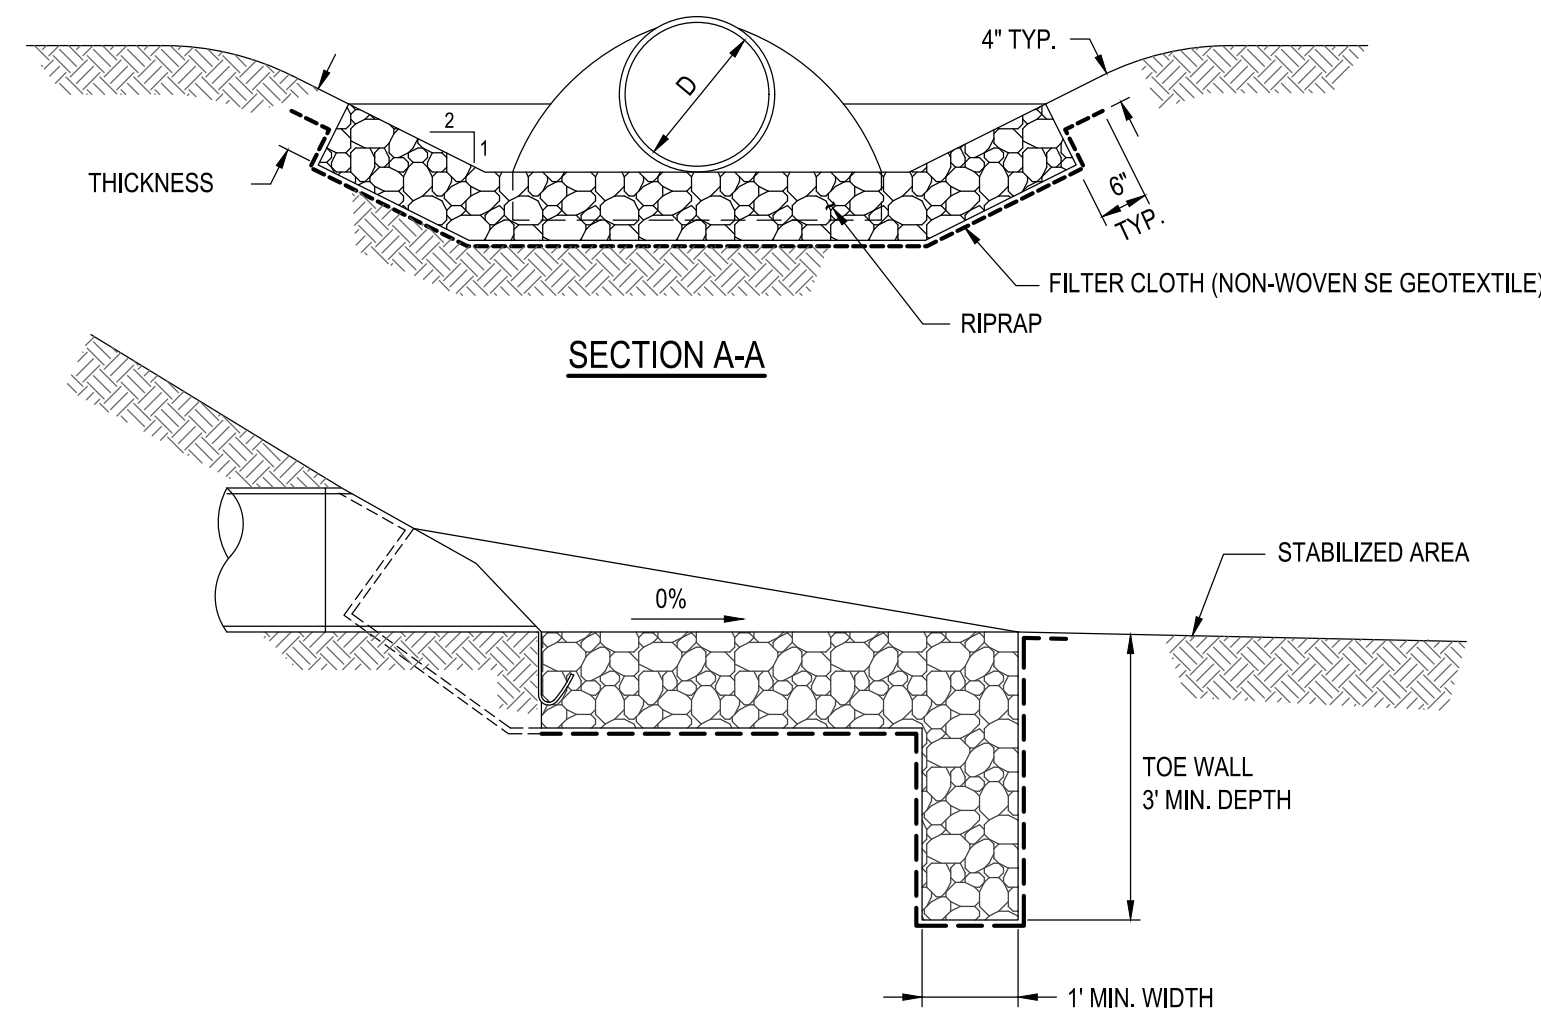 4" TYP.
D
2
1
THICKNESS
6"
TYP.
FILTER CLOTH (NON-WOVEN SE GEOTEXTILE)
RIPRAP
SECTION A-A
STABILIZED AREA
0%
TOE WALL
3' MIN. DEPTH
1' MIN. WIDTH